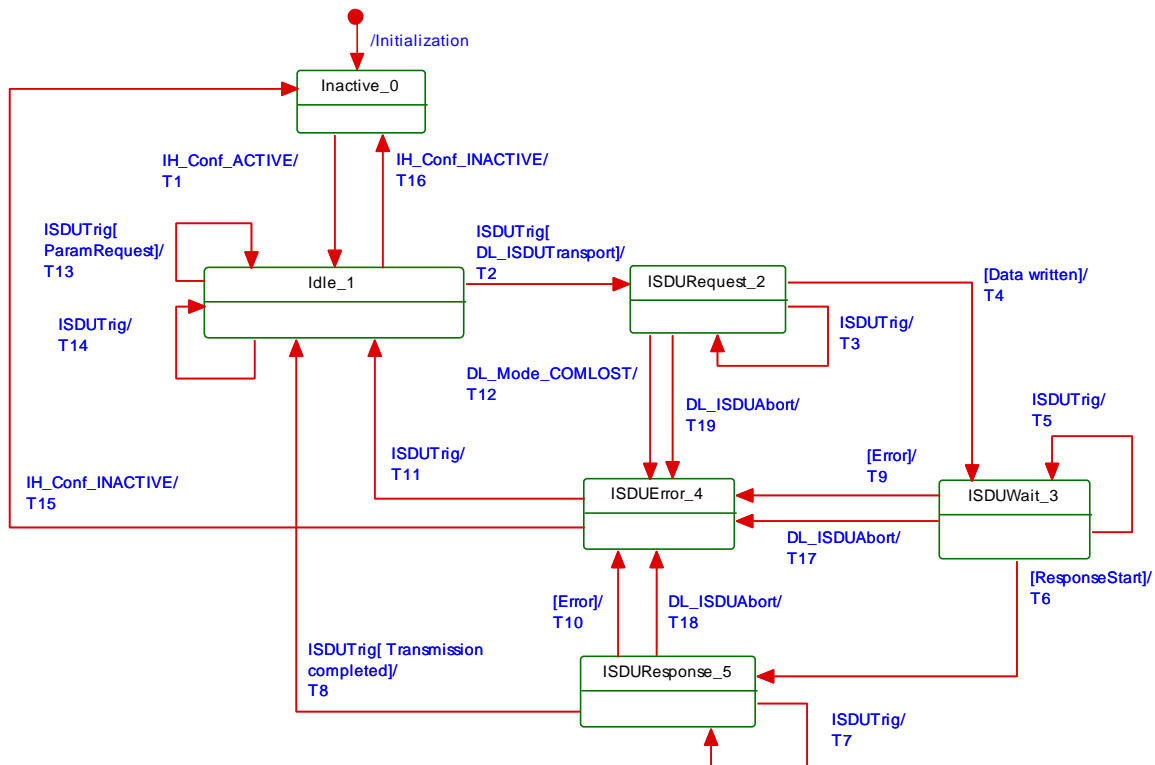 /Initialization
Inactive_0
IH_Conf_ACTIVE/
T1
IH_Conf_INACTIVE/
T16
ISDUTrig[
ParamRequest]/
T13
ISDUTrig[
DL_ISDUTransport]/
T2
Idle_1
ISDURequest_2
[Data written]/
T4
ISDUTrig/
T14
ISDUTrig/
T3
DL_Mode_COMLOST/
T12
DL_ISDUAbort/
T19
ISDUTrig/
T5
ISDUTrig/
T11
[Error]/
T9
IH_Conf_INACTIVE/
T15
ISDUError_4
ISDUWait_3
DL_ISDUAbort/
T17
[ResponseStart]/
T6
[Error]/
T10
DL_ISDUAbort/
T18
ISDUTrig[ Transmission
completed]/
T8
ISDUResponse_5
ISDUTrig/
T7